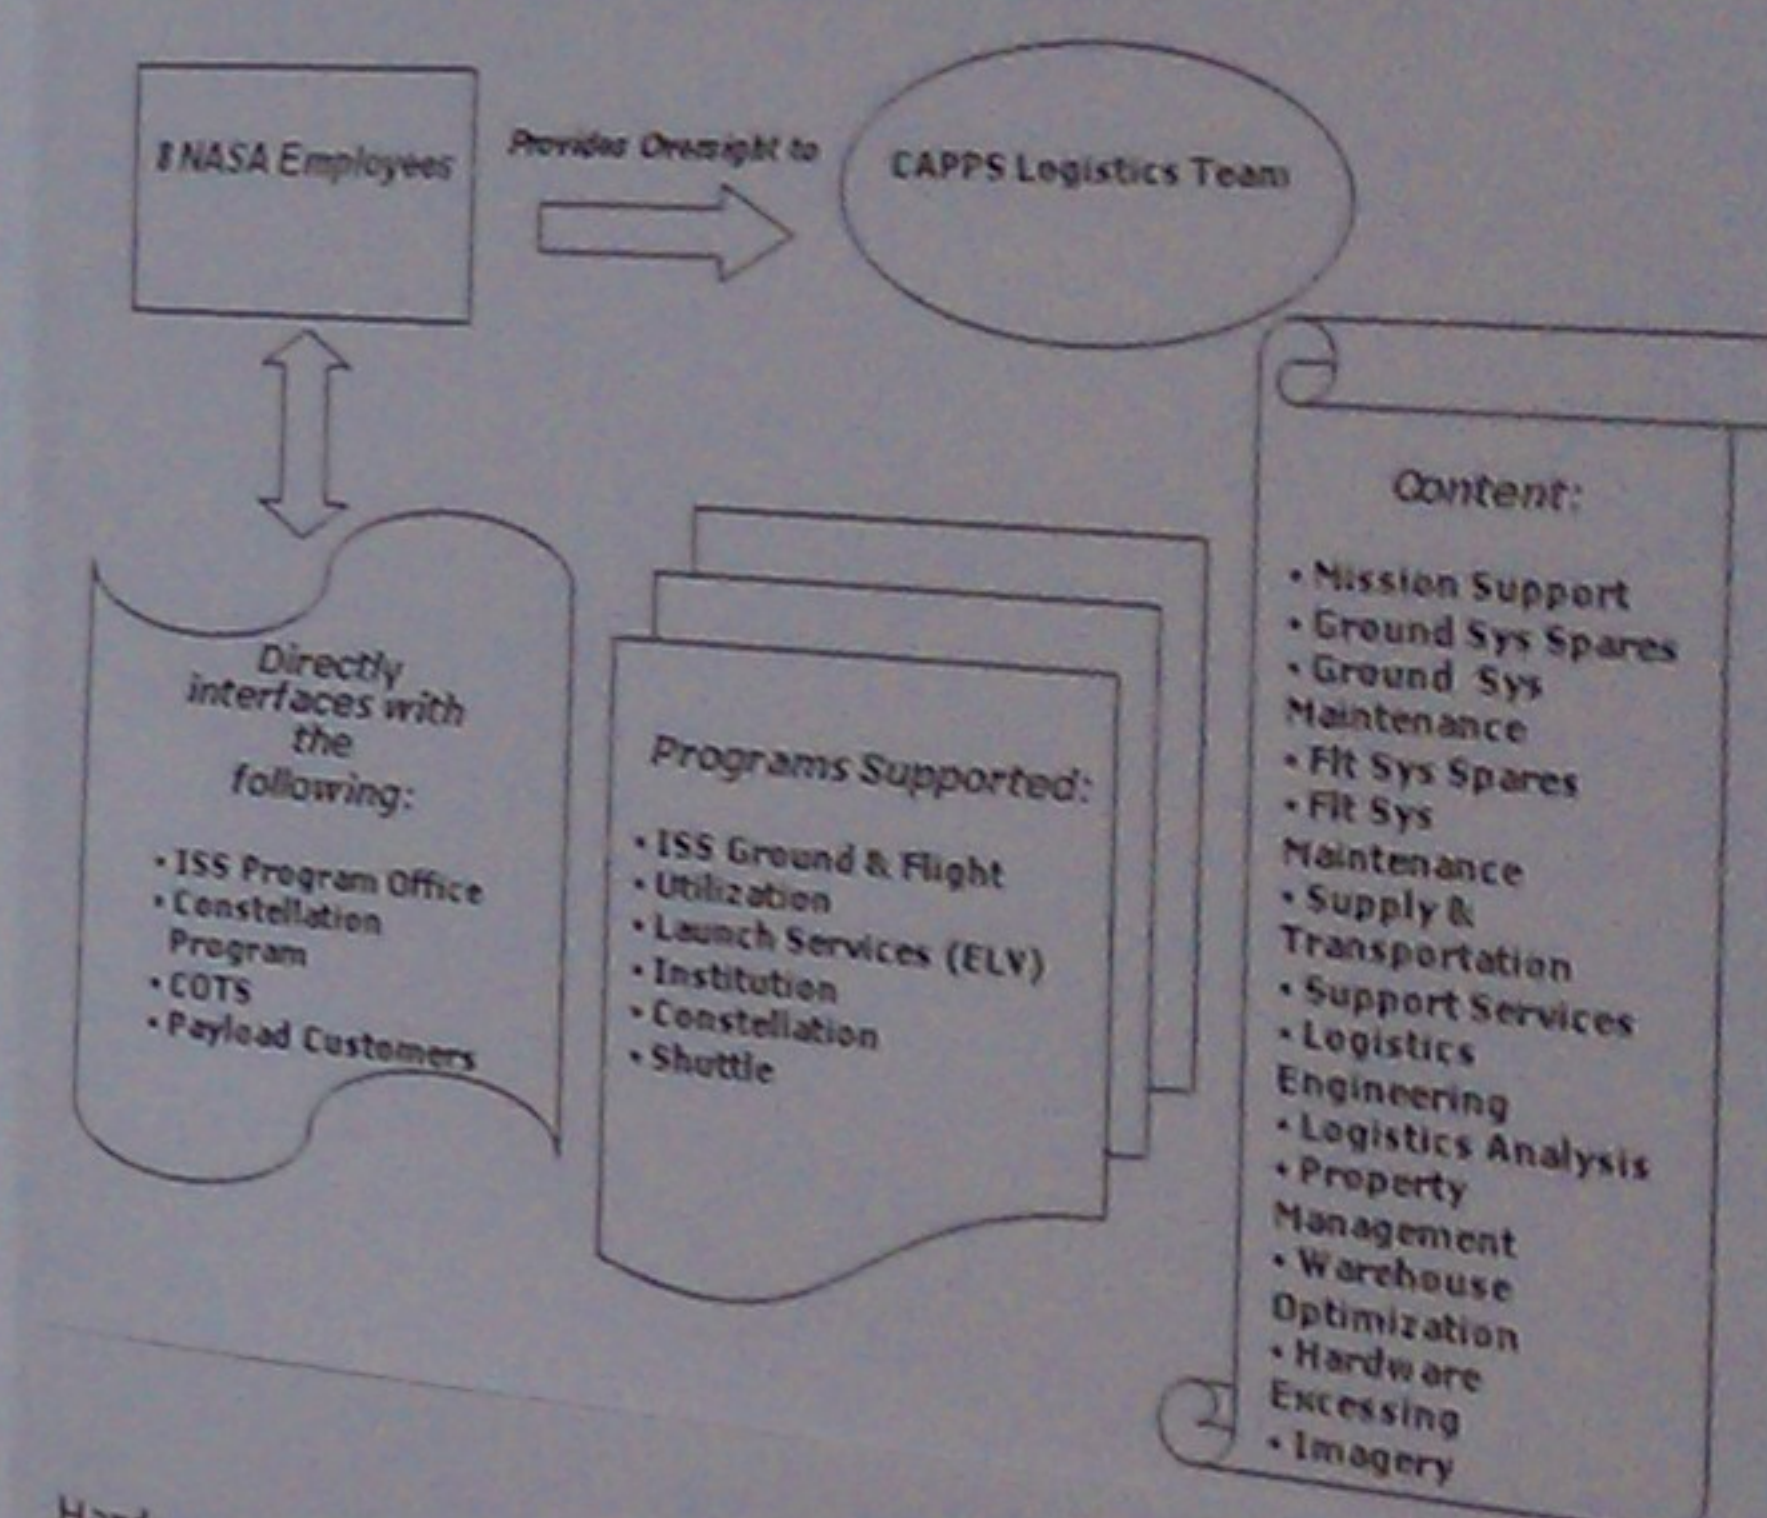 8 NASA Employees
Provides Oversight to
CAPPS Logistics Team
Directly
interfaces with
the
following:
• ISS Program Office
• Constellation
Program
• COTS
• Payload Customers
Programs Supported:
• ISS Ground & Flight
• Utilization
• Launch Services (ELV)
• Institution
• Constellation
• Shuttle
Content:
• Mission Support
• Ground Sys Spares
• Ground Sys
Maintenance
• Flt Sys Spares
• Flt Sys
Maintenance
• Supply &
Transportation
• Support Services
• Logistics
Engineering
• Logistics Analysis
• Property
Management
• Warehouse
Optimization
• Hardware
Excessing
• Imagery